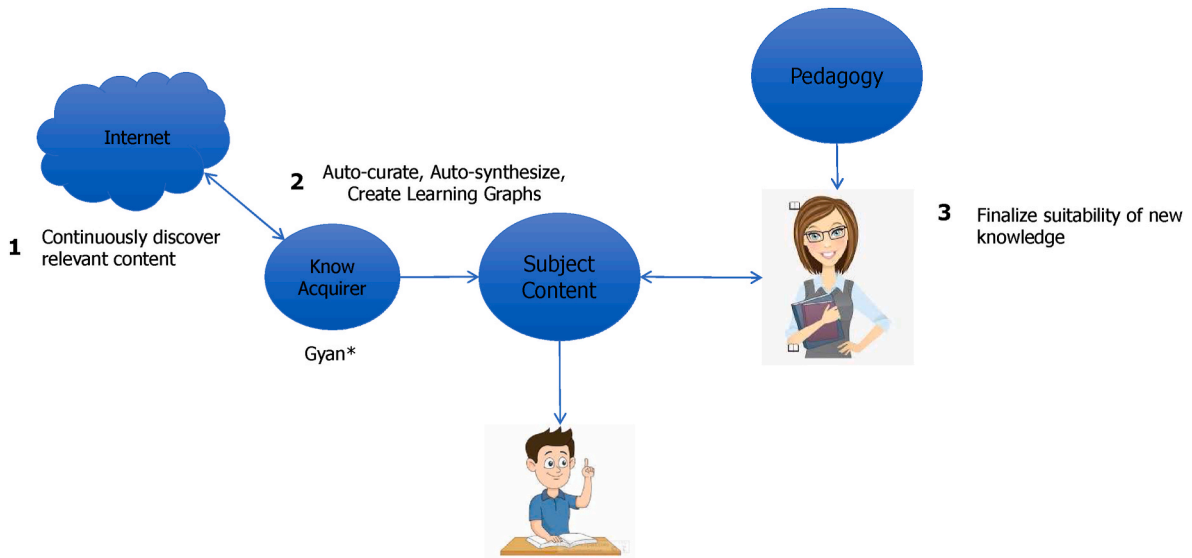 Pedagogy
Internet
2 Auto-curate, Auto-synthesize,
Create Learning Graphs
1 Continuously discover
relevant content
3 Finalize suitability of new
knowledge
Know
Acquirer
Subject
Content
Gyan*